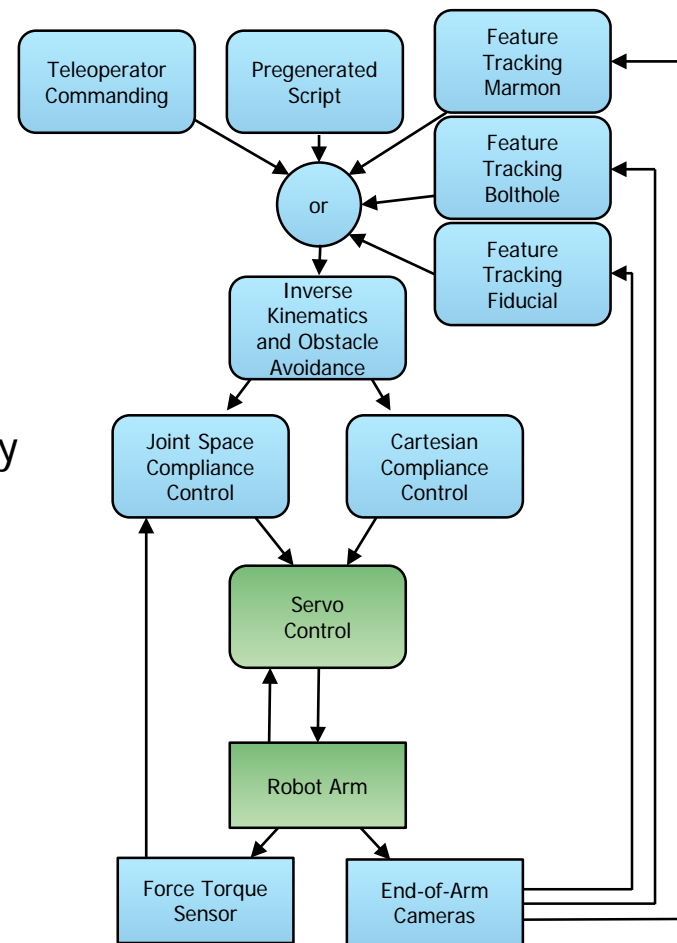 Teleoperator
Commanding
Pregenerated
Script
Feature
Tracking
Marmon
Feature
Tracking
Bolthole
or
Feature
Tracking
Fiducial
Inverse
Kinematics
and Obstacle
Avoidance
y
Joint Space
Compliance
Control
Cartesian
Compliance
Control
Servo
Control
Robot Arm
Force Torque
Sensor
End-of-Arm
Cameras